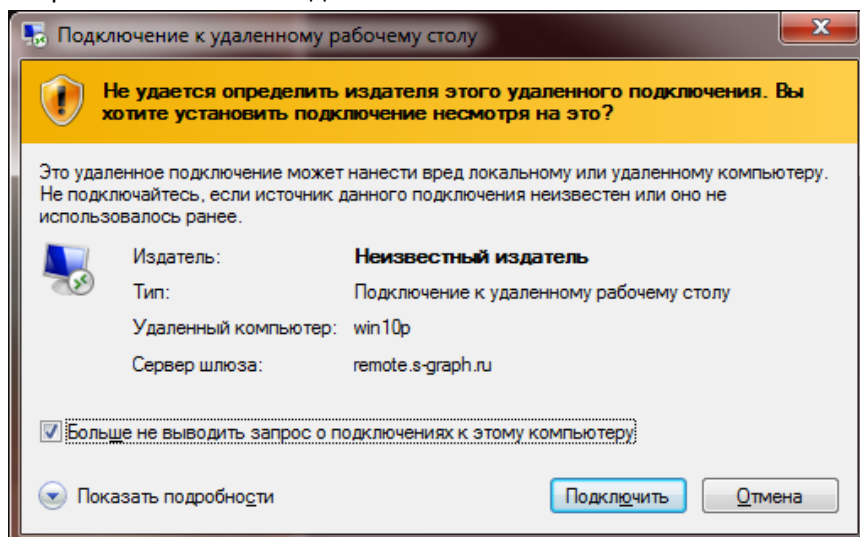 Подключение к удаленному рабочему столу
X
Не удается определить издателя этого удаленного подключения. Вы
хотите установить подключение несмотря на это?
Это удаленное подключение может нанести вред локальному или удаленному компьютеру.
Не подключайтесь, если источник данного подключения неизвестен или оно не
использовалось ранее.
Издатель: Неизвестный издатель
Тип: Подключение к удаленному рабочему столу
Удаленный компьютер: win10p
Сервер шлюза: remote.s-graph.ru
Больше не выводить запрос о подключениях к этому компьютеру
Показать подробности Подключить Отмена